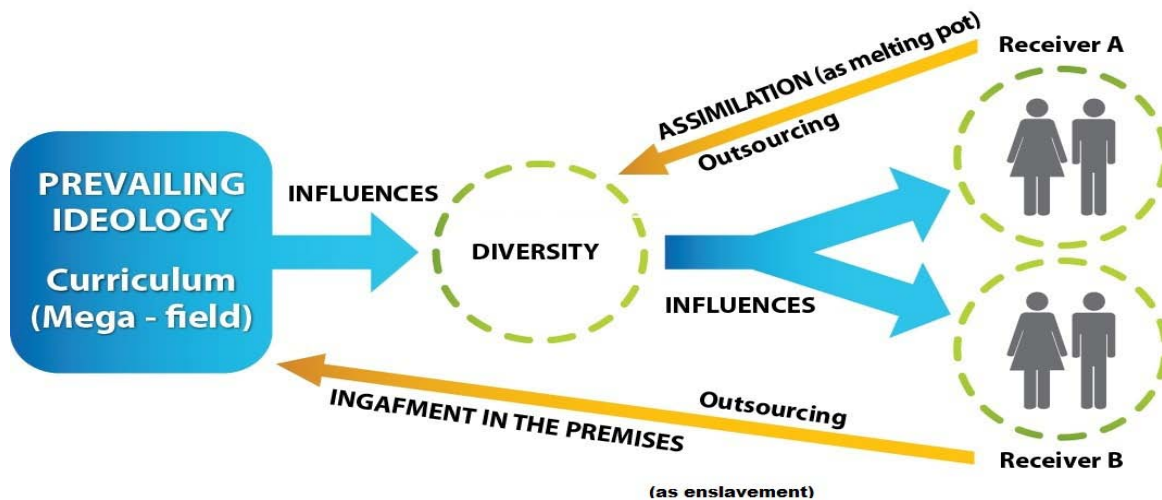 PREVAILING
IDEOLOGY
Curriculum
(Mega - field)
INFLUENCES
DIVERSITY
INFLUENCES
ASSIMILATION (as melting pot)
Outsourcing
Receiver A
Outsourcing
INGAFMENT IN THE PREMISES
(as enslavement)
Receiver B